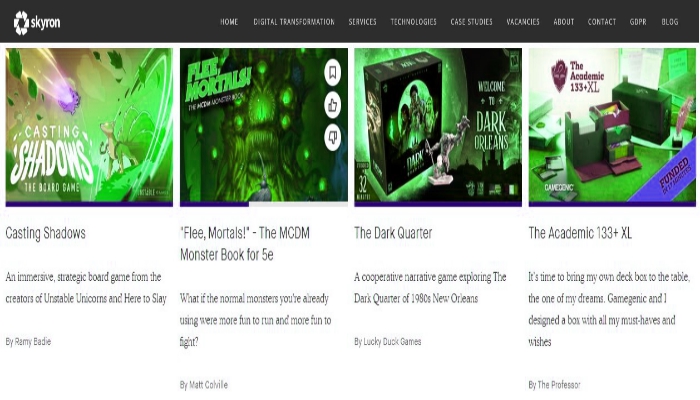 skyron
HOME DIGITAL TRANSFORMATION SERVICES TECHNOLOGIES CASE STUDIES VACANCIES ABOUT CONTACT GDPR BLOG
CASTING
SHADOWS
THE BOARD GAME
FLEE,
MORTALS!
THE MCDM MONSTER BOOK
WELCOME
TO
DARK
ORLEANS
DARK
FUNDED
32
MINUTES
The
Academic
133+XL
GAMEGENIC
FUNDED
Casting Shadows
An immersive, strategic board game from the
creators of Unstable Unicorns and Here to Slay
By Ramy Badie
"Flee, Mortals!" - The MCDM
Monster Book for 5e
What if the normal monsters you're already
using were more fun to run and more fun to
fight?
By Matt Colville
The Dark Quarter
A cooperative narrative game exploring The
Dark Quarter of 1980s New Orleans
By Lucky Duck Games
The Academic 133+ XL
It's time to bring my own deck box to the table,
the one of my dreams. Gamegenic and I
designed a box with all my must-haves and
wishes
By The Professor